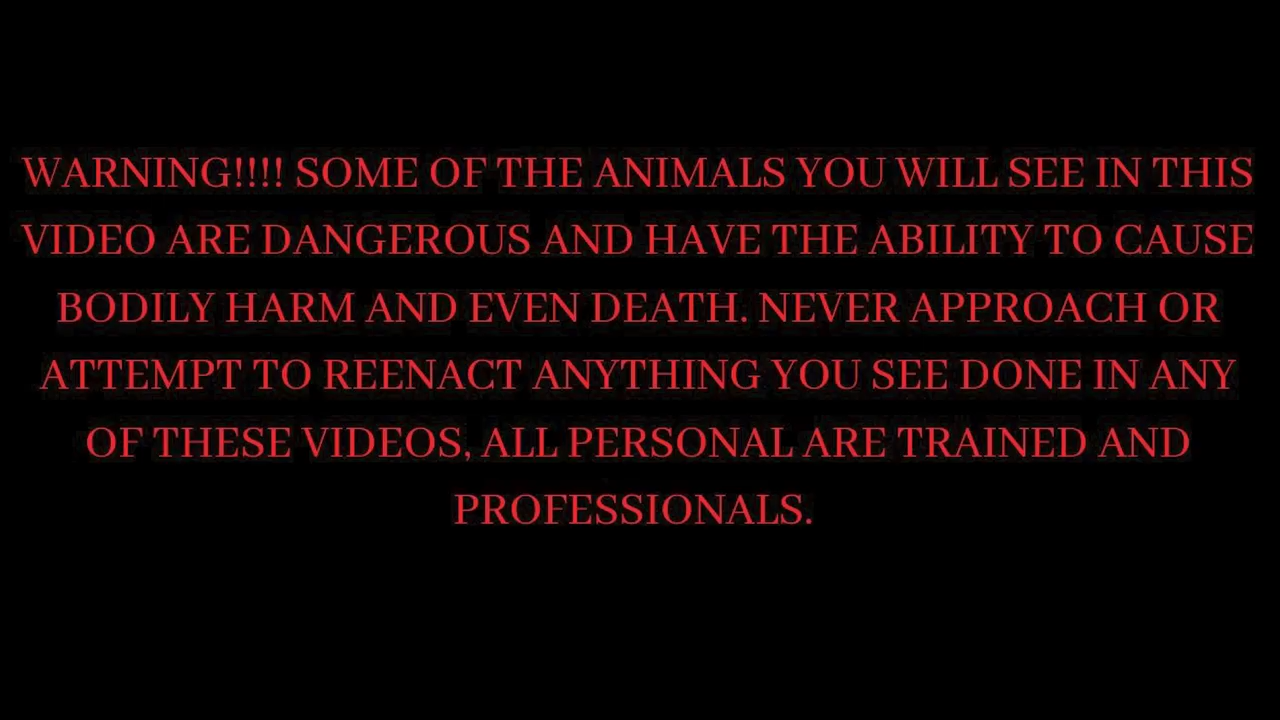 WARNING!!!! SOME OF THE ANIMALS YOU WILL SEE IN THIS
VIDEO ARE DANGEROUS AND HAVE THE ABILITY TO CAUSE
BODILY HARM AND EVEN DEATH. NEVER APPROACH OR
ATTEMPT TO REENACT ANYTHING YOU SEE DONE IN ANY
OF THESE VIDEOS, ALL PERSONAL ARE TRAINED AND
PROFESSIONALS.